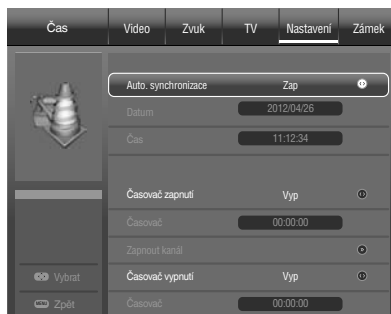 Čas Video Zvuk TV Nastavení Zámek
Auto. synchronizace Zap
Datum 2012/04/26
Čas 11:12:34
Časovač zapnutí Vyp
Časovač 00:00:00
Zapnout kanál
Vybrat Časovač vypnutí Vyp
Zpět Časovač 00:00:00